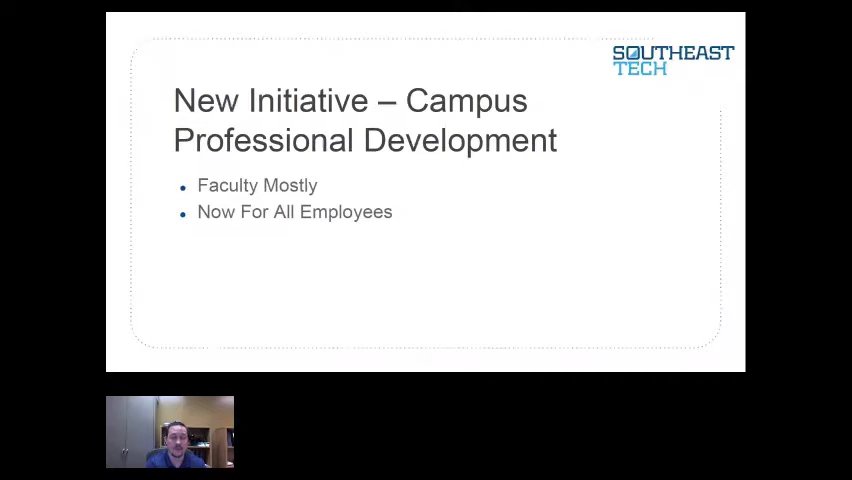 SOUTHEAST
TECH
New Initiative – Campus
Professional Development
Faculty Mostly
Now For All Employees